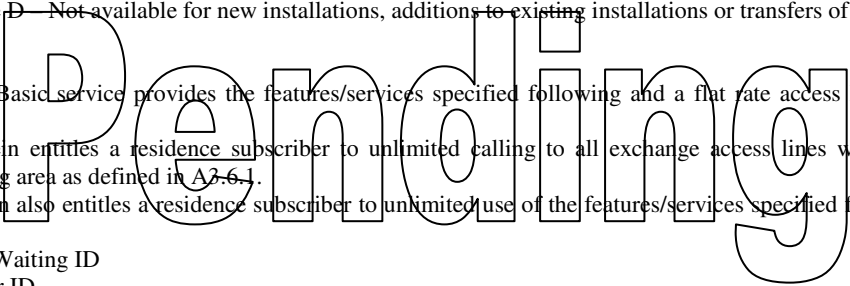 D – Not available for new installations, additions to existing installations or transfers of
Basic service provides the features/services specified following and a flat rate access
in entitles a residence subscriber to unlimited calling to all exchange access lines
area as defined in A3.6.1.
also entitles a residence subscriber to unlimited use of the features/services specified
Waiting ID
ID
Pending